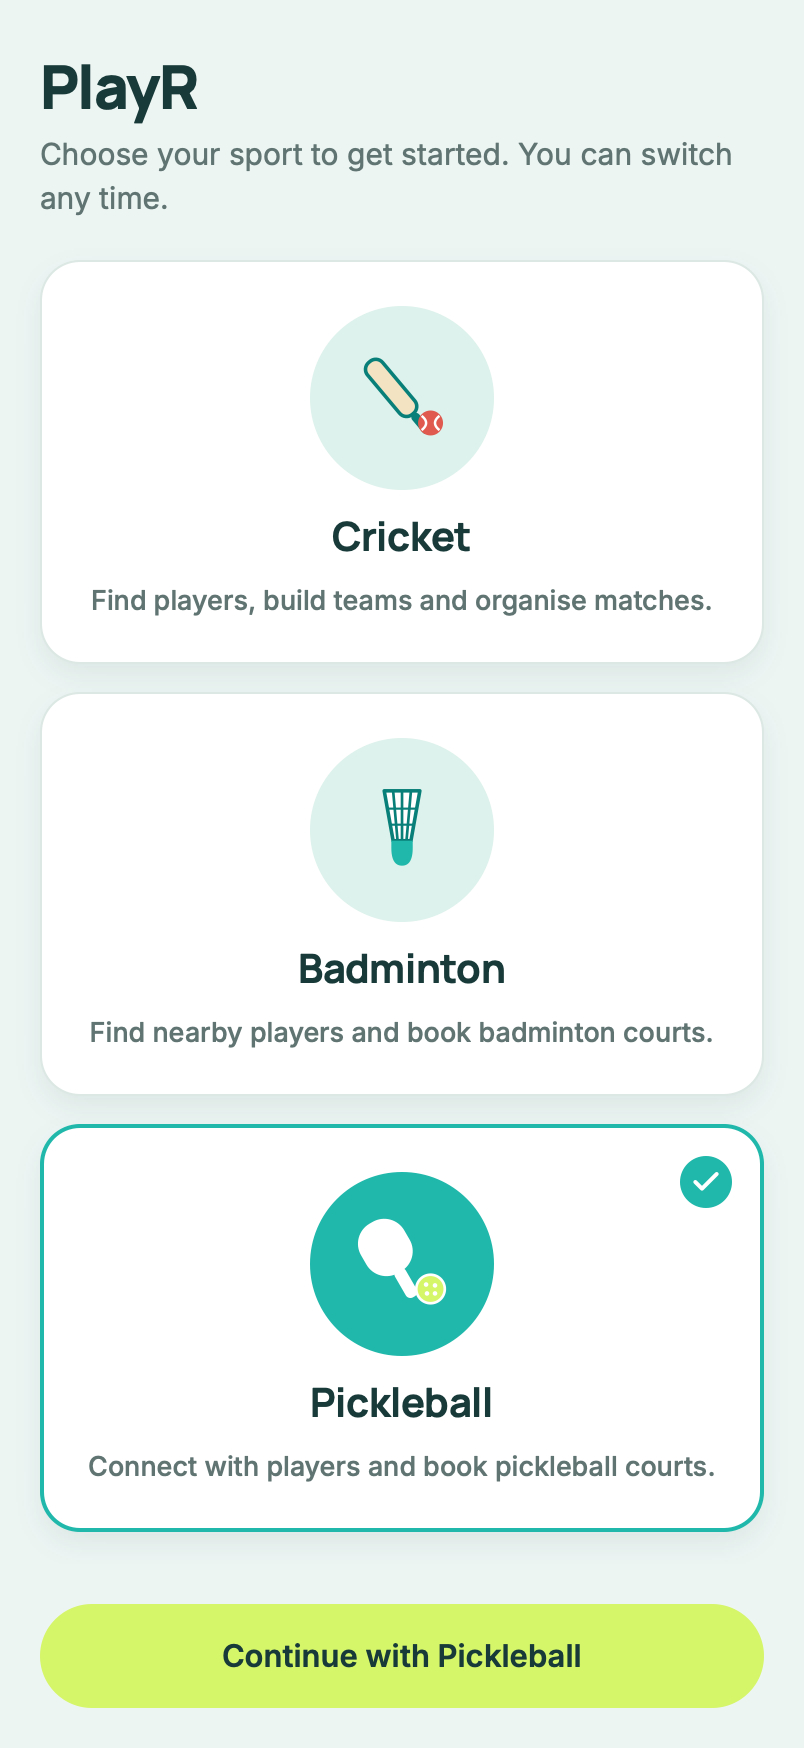 PlayR
Choose your sport to get started. You can switch
any time.
Cricket
Find players, build teams and organise matches.
Badminton
Find nearby players and book badminton courts.
Pickleball
Connect with players and book pickleball courts.
Continue with Pickleball